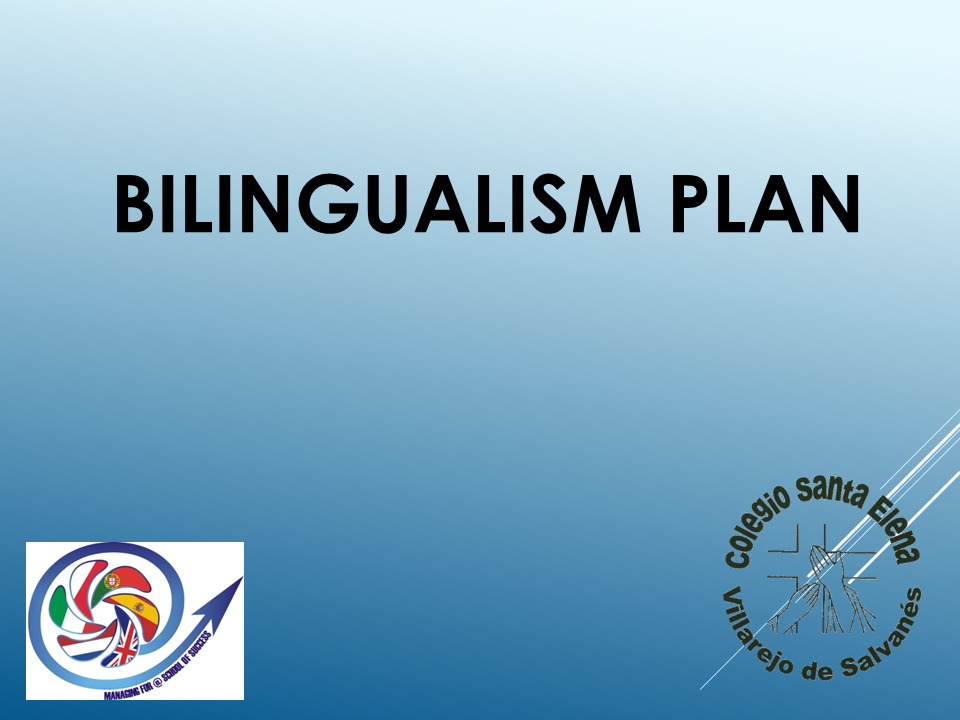 BILINGUALISM PLAN
Colegio Santa Elena
Villarejo de Salvanés
MANAGING FOR @ SCHOOL OF SUCCESS